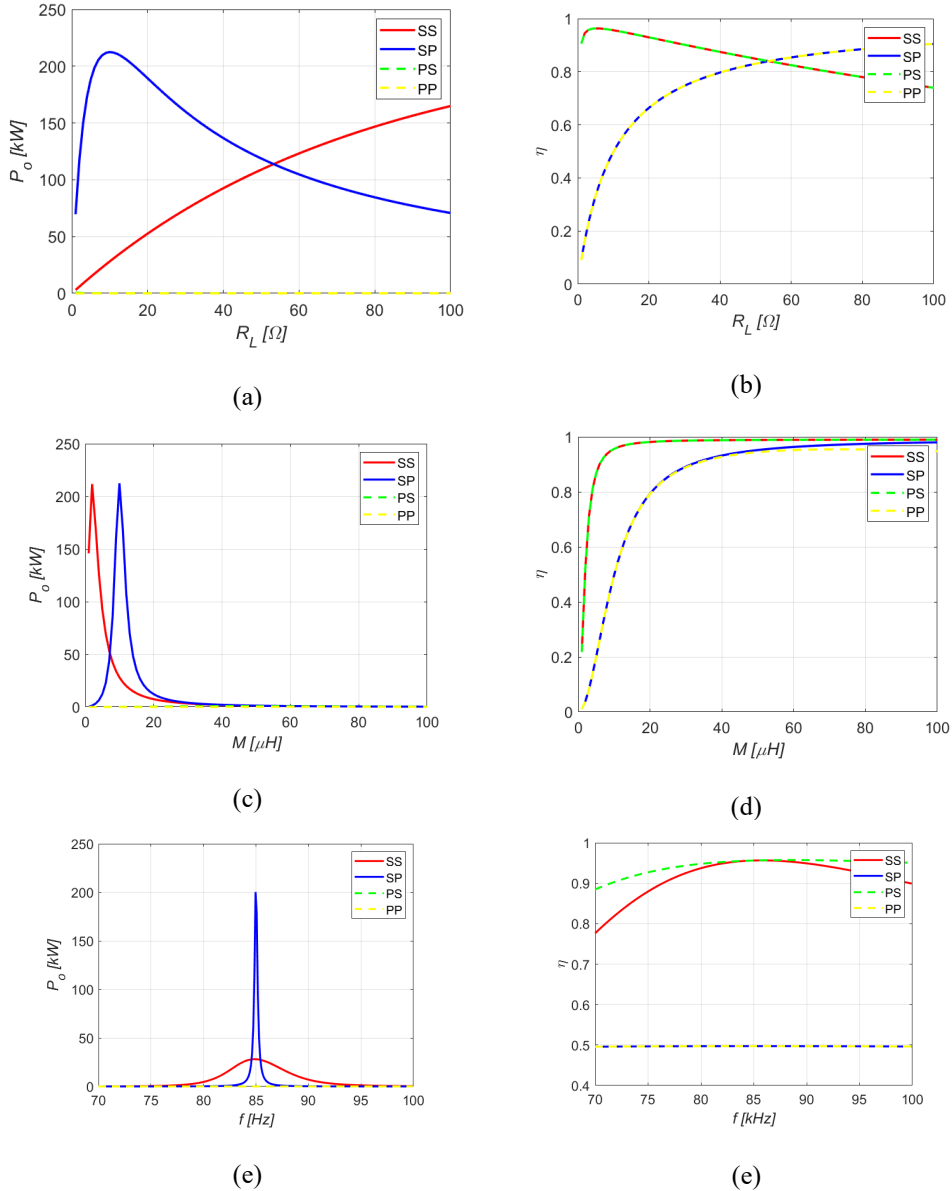 250
200
150
100
50
0
P_o [kW]
0 20 40 60 80 100
R_L [Ω]
SS
SP
PS
PP
(a)
1
0.8
0.6
0.4
0.2
0
η
0 20 40 60 80 100
R_L [Ω]
SS
SP
PS
PP
(b)
250
200
150
100
50
0
P_o [kW]
0 20 40 60 80 100
M [μH]
SS
SP
PS
PP
(c)
1
0.8
0.6
0.4
0.2
0
η
0 20 40 60 80 100
M [μH]
SS
SP
PS
PP
(d)
250
200
150
100
50
0
P_o [kW]
70 75 80 85 90 95 100
f [Hz]
SS
SP
PS
PP
(e)
1
0.9
0.8
0.7
0.6
0.5
0.4
η
70 75 80 85 90 95 100
f [kHz]
SS
SP
PS
PP
(e)